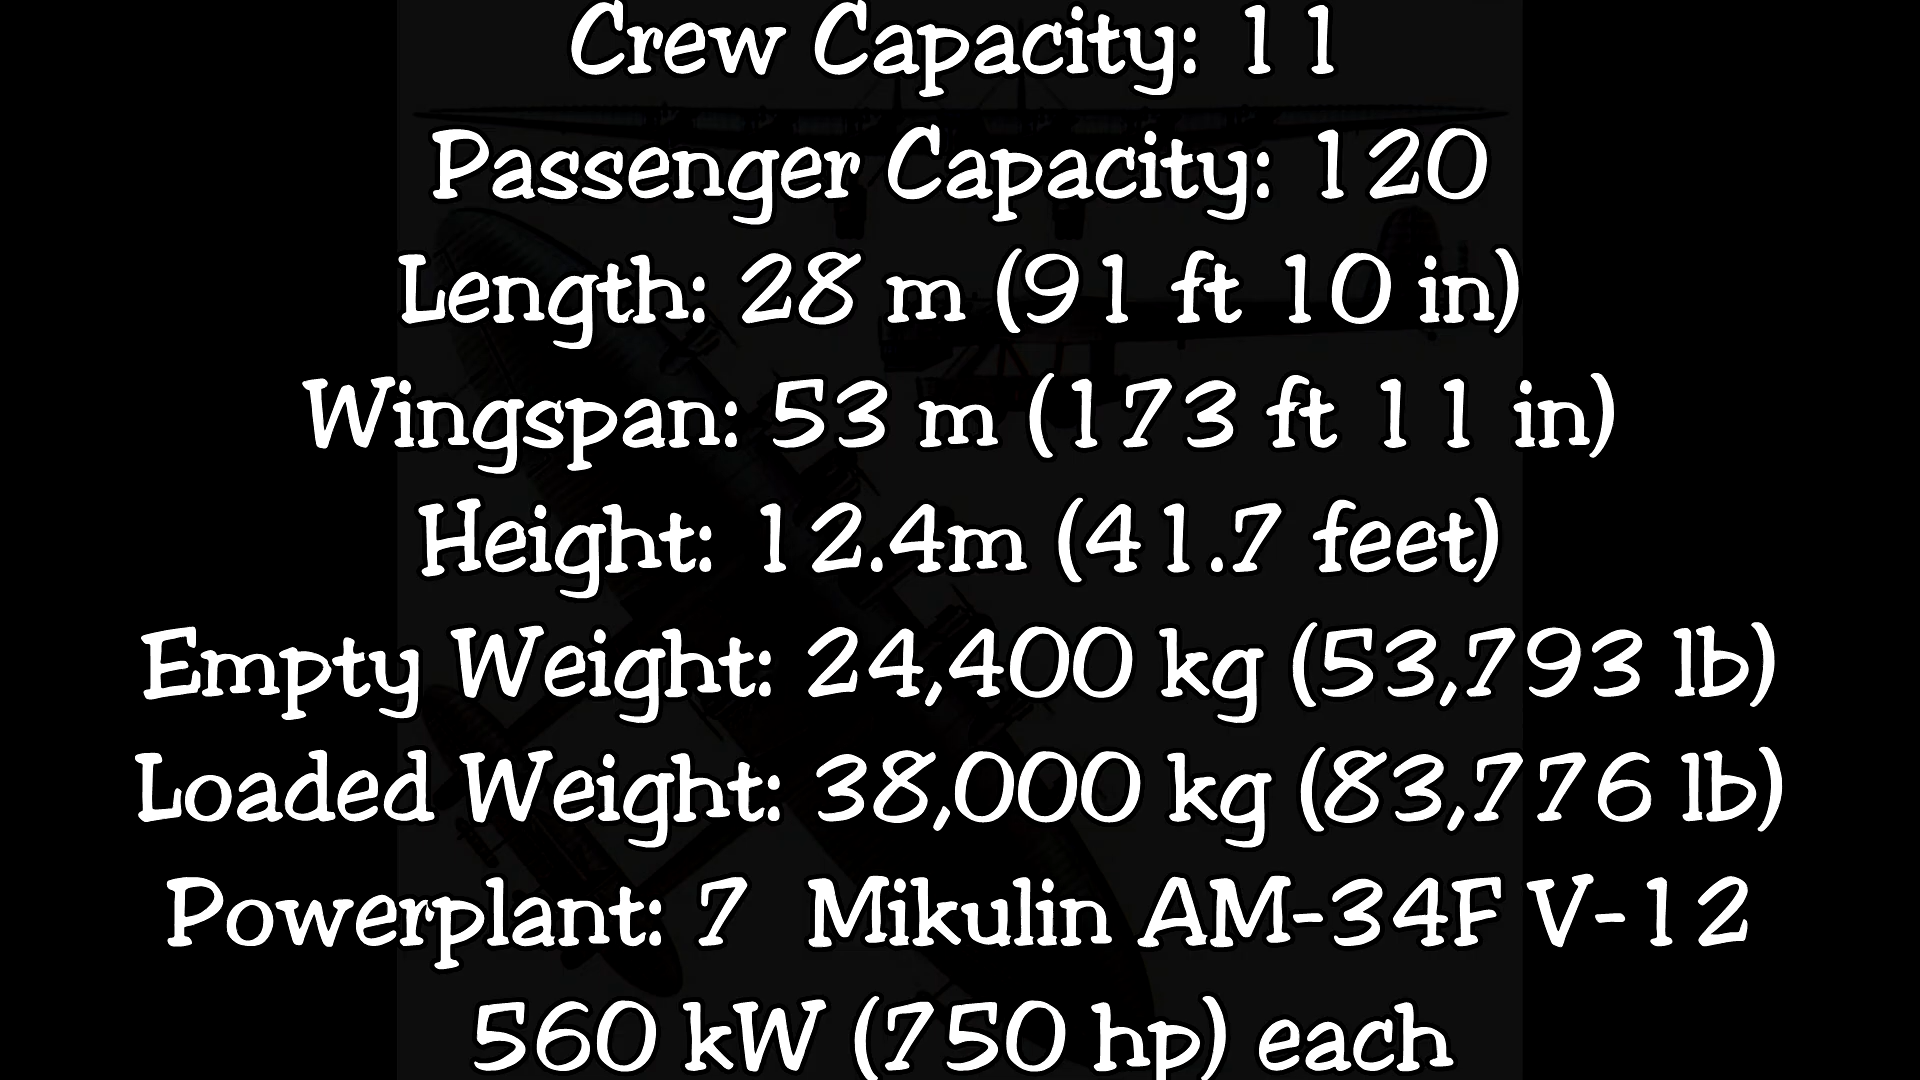 Crew Capacity: 11
Passenger Capacity: 120
Length: 28 m (91 ft 10 in)
Wingspan: 53 m (173 ft 11 in)
Height: 12.4m (41.7 feet)
Empty Weight: 24,400 kg (53,793 lb)
Loaded Weight: 38,000 kg (83,776 lb)
Powerplant: 7 Mikulin AM-34F V-12
560 kW (750 hp) each